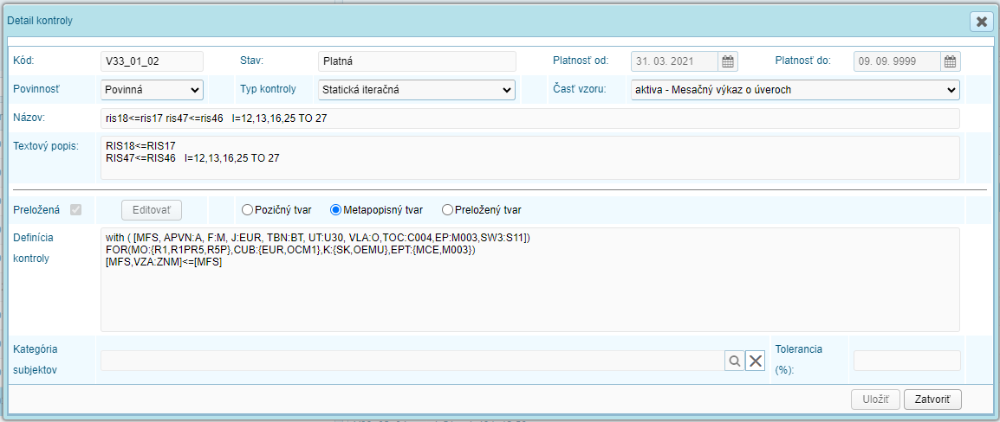 Detail kontroly
Kód: V33_01_02 Stav: Platná Platnosť od: 31. 03. 2021 Platnosť do: 09. 09. 9999
Povinnosť Povinná Typ kontroly Statická iteračná Časť vzoru: aktiva - Mesačný výkaz o úveroch
Názov: ris18<=ris17 ris47<=ris46 I=12,13,16,25 TO 27
Textový popis: RIS18<=RIS17
RIS47<=RIS46 I=12,13,16,25 TO 27
Preložená Editovať Pozičný tvar Metapopisný tvar Preložený tvar
Definícia kontroly
with ( [MFS, APVN:A, F:M, J:EUR, TBN:BT, UT:U30, VLA:O,TOC:C004,EP:M003,SW3:S11])
FOR(MO:{R1,R1PR5,R5P},CUB:{EUR,OCM1},K:{SK,OEMU},EPT:{MCE,M003})
[MFS,VZA:ZNM]<=[MFS]
Kategória subjektov
Tolerancia (%):
Uložiť Zatvoriť